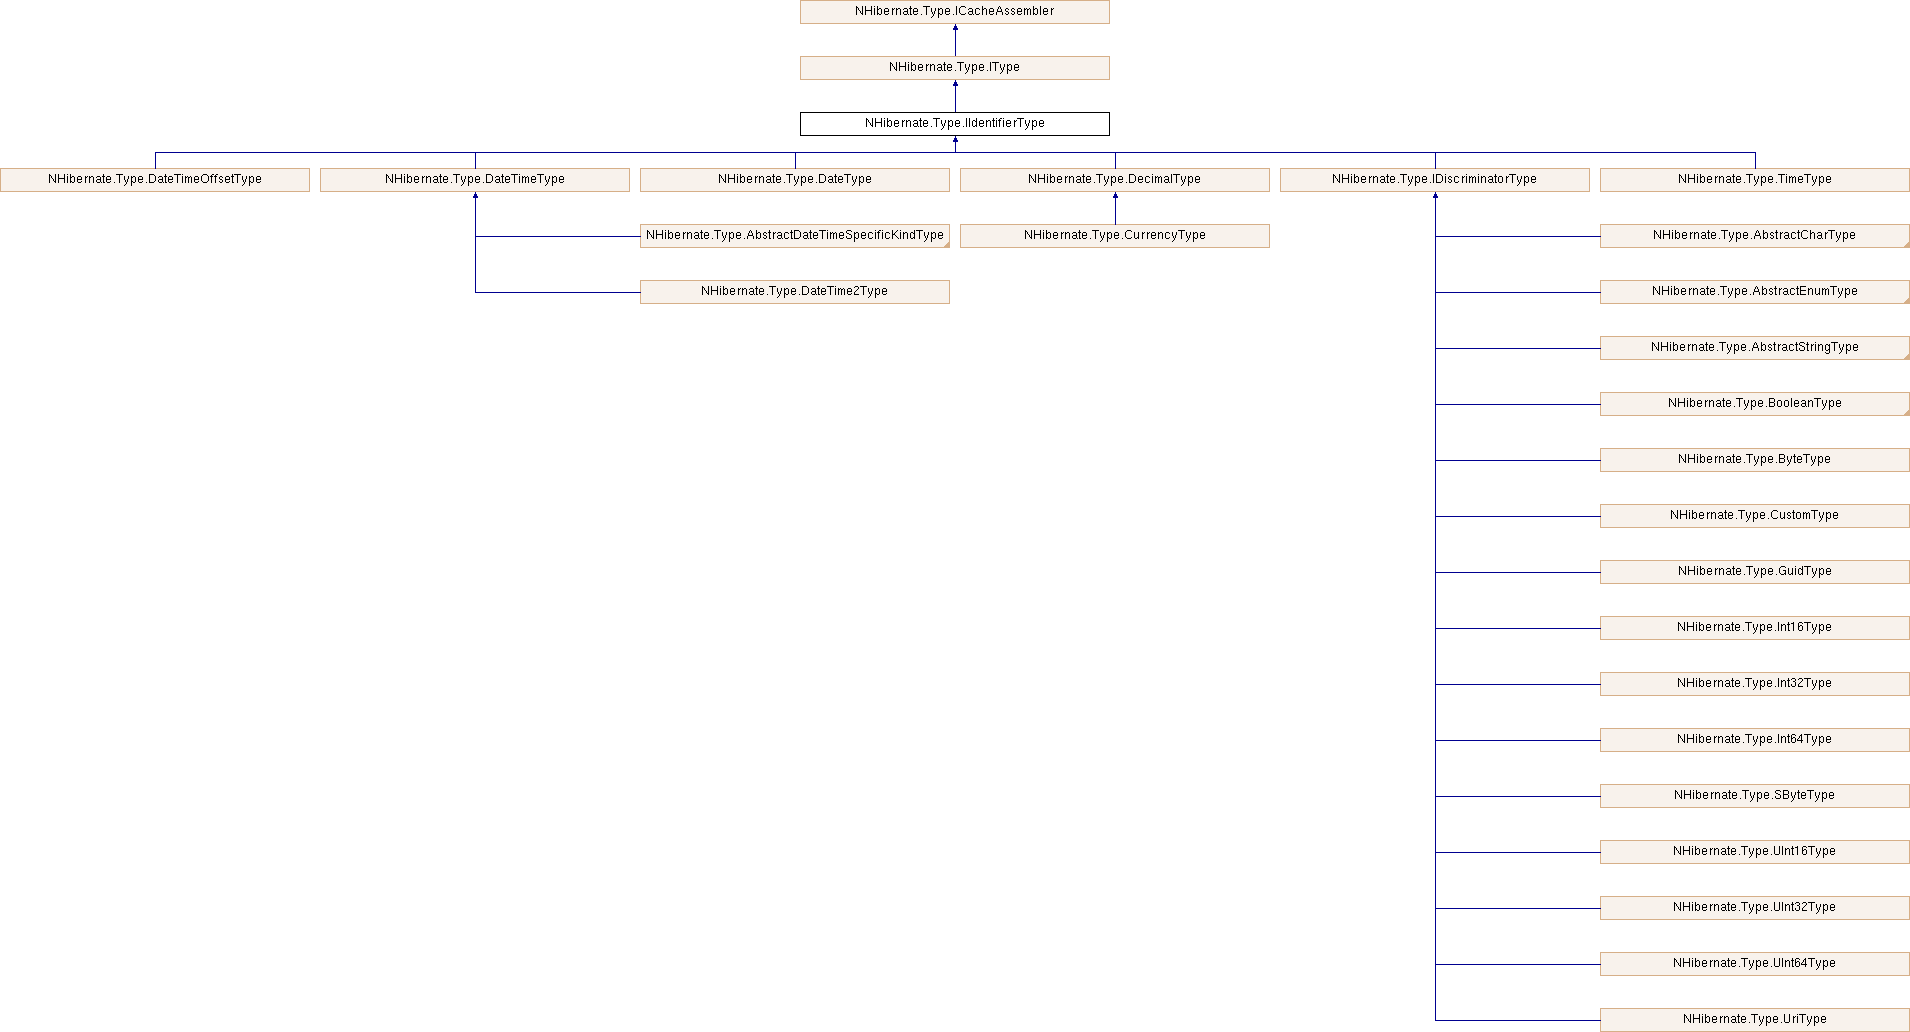 NHibernate.Type.ICacheAssembler
NHibernate.Type.IType
NHibernate.Type.IIdentifierType
NHibernate.Type.DateTimeOffsetType
NHibernate.Type.DateTimeType
NHibernate.Type.DateType
NHibernate.Type.DecimalType
NHibernate.Type.IDiscriminatorType
NHibernate.Type.TimeType
NHibernate.Type.AbstractDateTimeSpecificKindType
NHibernate.Type.CurrencyType
NHibernate.Type.AbstractCharType
NHibernate.Type.DateTime2Type
NHibernate.Type.AbstractEnumType
NHibernate.Type.AbstractStringType
NHibernate.Type.BooleanType
NHibernate.Type.ByteType
NHibernate.Type.CustomType
NHibernate.Type.GuidType
NHibernate.Type.Int16Type
NHibernate.Type.Int32Type
NHibernate.Type.Int64Type
NHibernate.Type.SByteType
NHibernate.Type.UInt16Type
NHibernate.Type.UInt32Type
NHibernate.Type.UInt64Type
NHibernate.Type.UriType